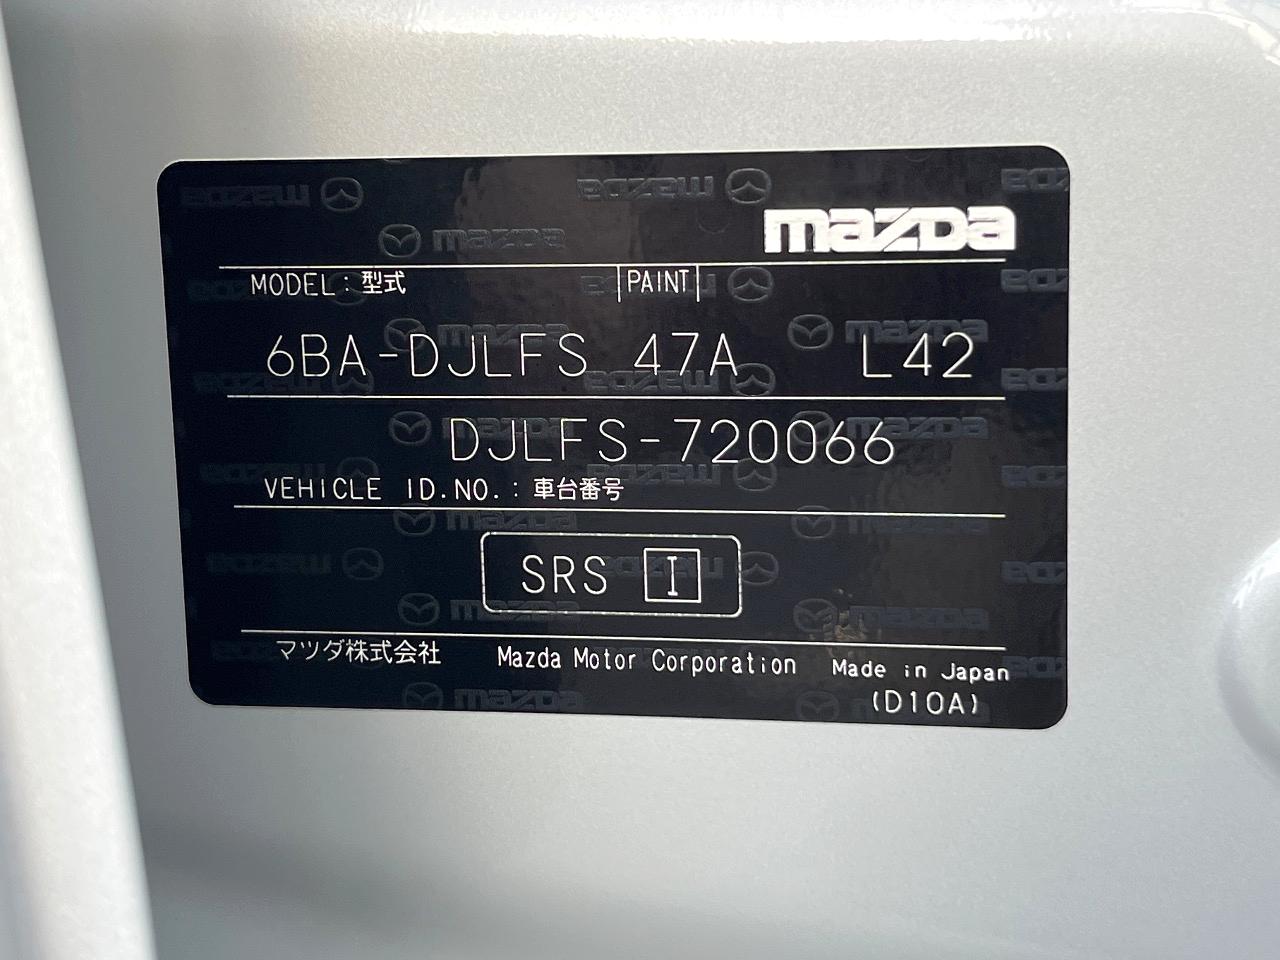 mazda
MODEL: 型式 PAINT
6BA-DJLFS 47A L42
DJLFS-720066
VEHICLE ID.NO.: 車台番号
SRS I
マツダ株式会社 Mazda Motor Corporation Made in Japan
(D10A)